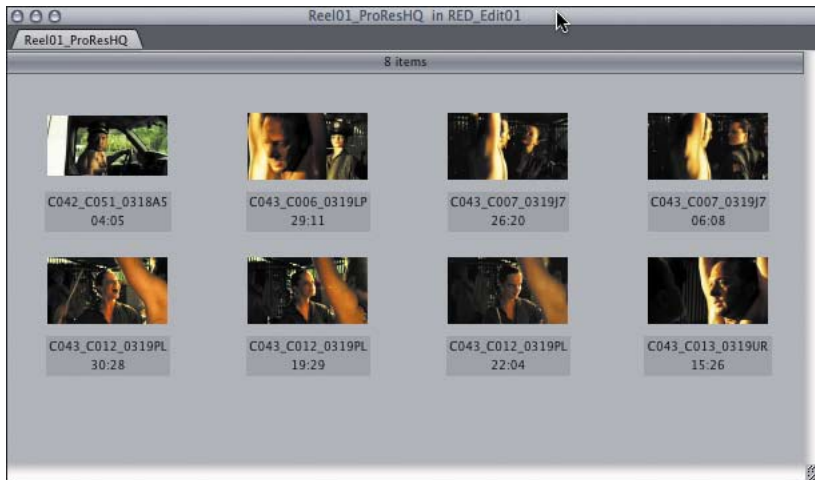 Reel01_ProResHQ in RED_Edit01
Reel01_ProResHQ
8 items
C042_C051_0318A5
04:05
C043_C006_0319LP
29:11
C043_C007_0319J7
26:20
C043_C007_0319J7
06:08
C043_C012_0319PL
30:28
C043_C012_0319PL
19:29
C043_C012_0319PL
22:04
C043_C013_0319UR
15:26